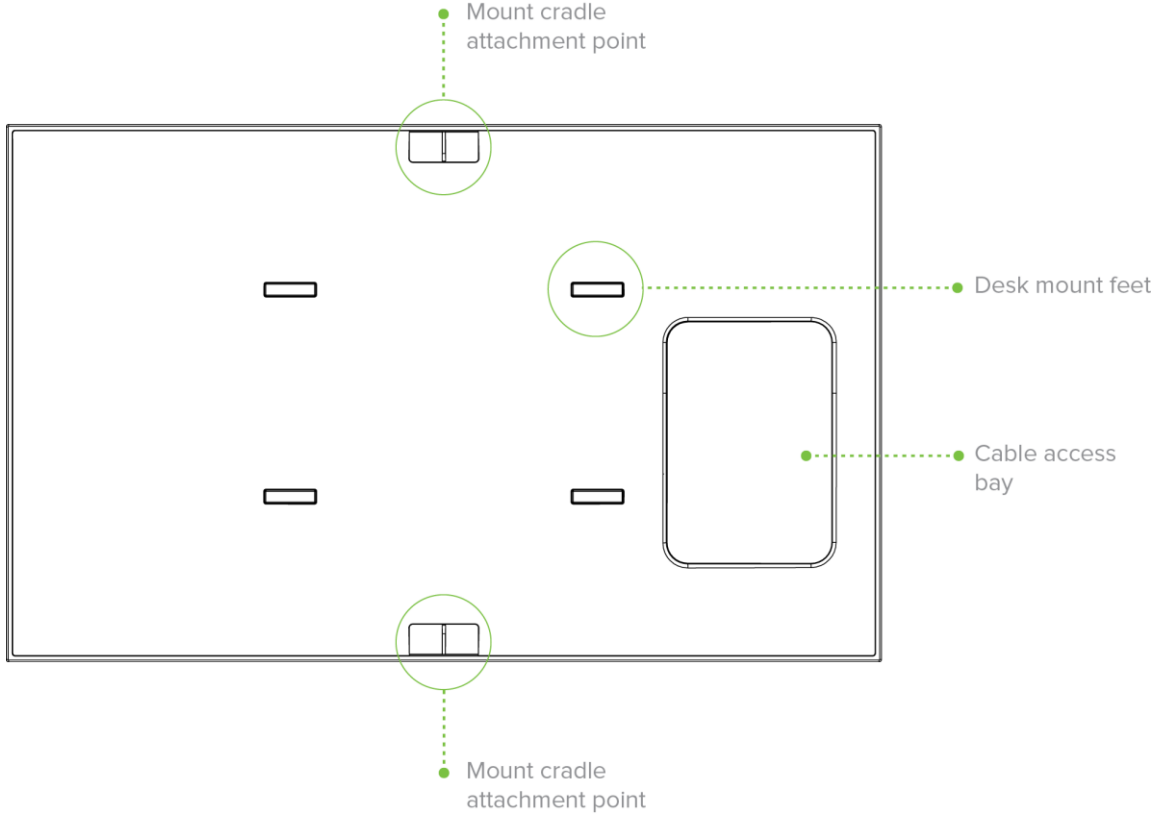 Mount cradle
attachment point
Desk mount feet
Cable access
bay
Mount cradle
attachment point